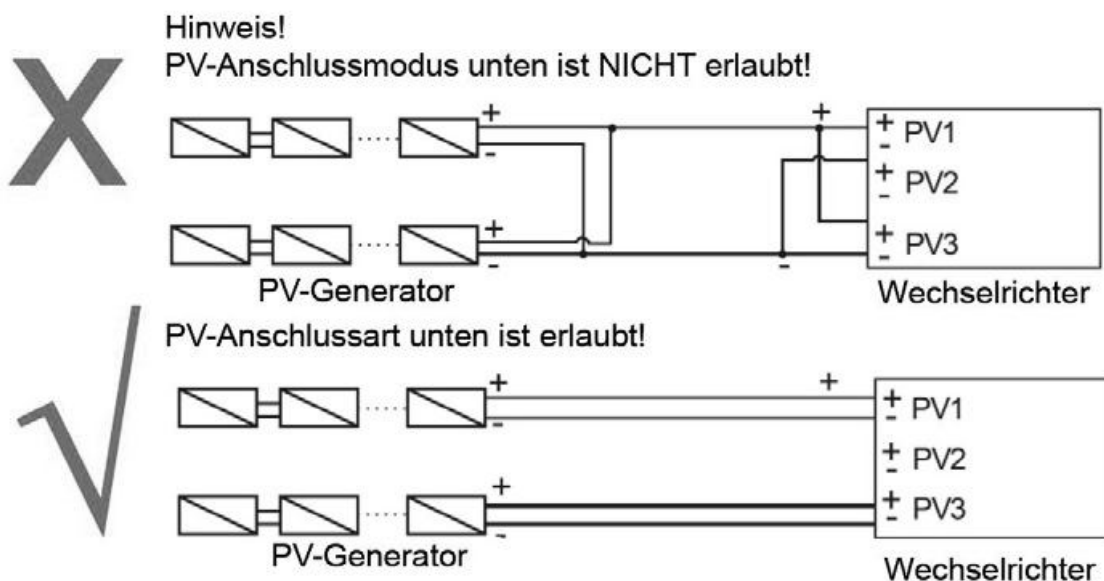 Hinweis!
PV-Anschlussmodus unten ist NICHT erlaubt!
X
+
+
+ PV1
-
-
+ PV2
-
+
+ PV3
-
-
-
PV-Generator
Wechselrichter
PV-Anschlussart unten ist erlaubt!
+
+
+ PV1
-
-
+ PV2
-
+
+ PV3
-
-
PV-Generator
Wechselrichter